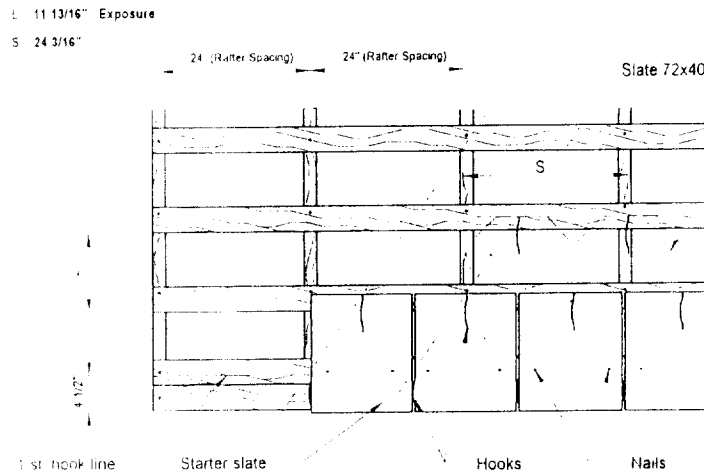 L 11 13/16" Exposure
S 24 3/16"
24" (Rafter Spacing) 24" (Rafter Spacing)
Slate 72x40
S
4 1/2"
1 st. hook line Starter slate Hooks Nails